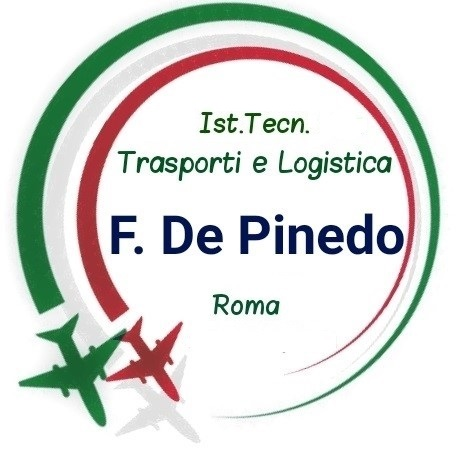 Ist.Tecn.
Trasporti e Logistica
F. De Pinedo
Roma